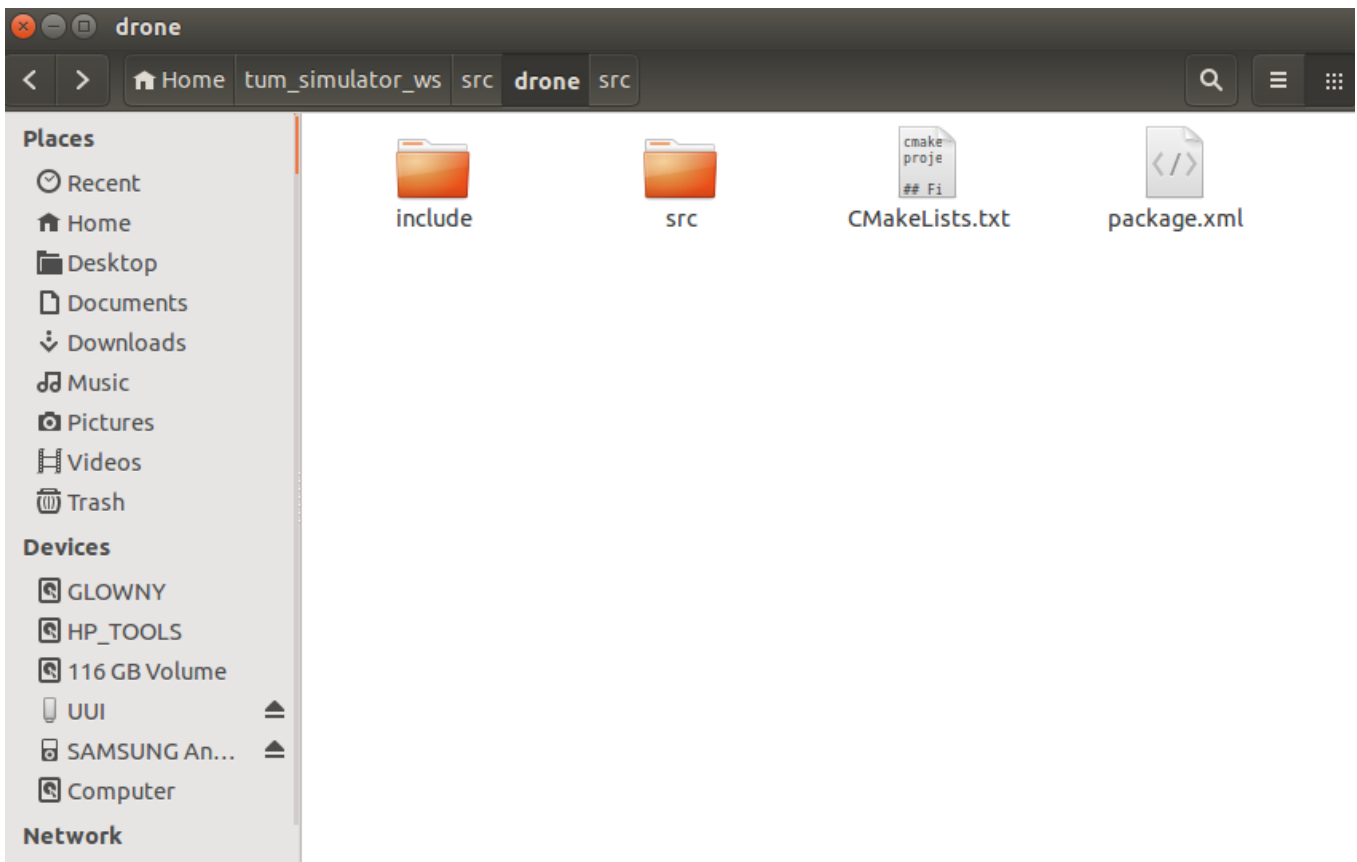 drone
Home tum_simulator_ws src drone src
Places
Recent
Home
Desktop
Documents
Downloads
Music
Pictures
Videos
Trash
Devices
GLOWNY
HP_TOOLS
116 GB Volume
UUI
SAMSUNG An...
Computer
Network
cmake
proje
## Fi
include src CMakeLists.txt package.xml